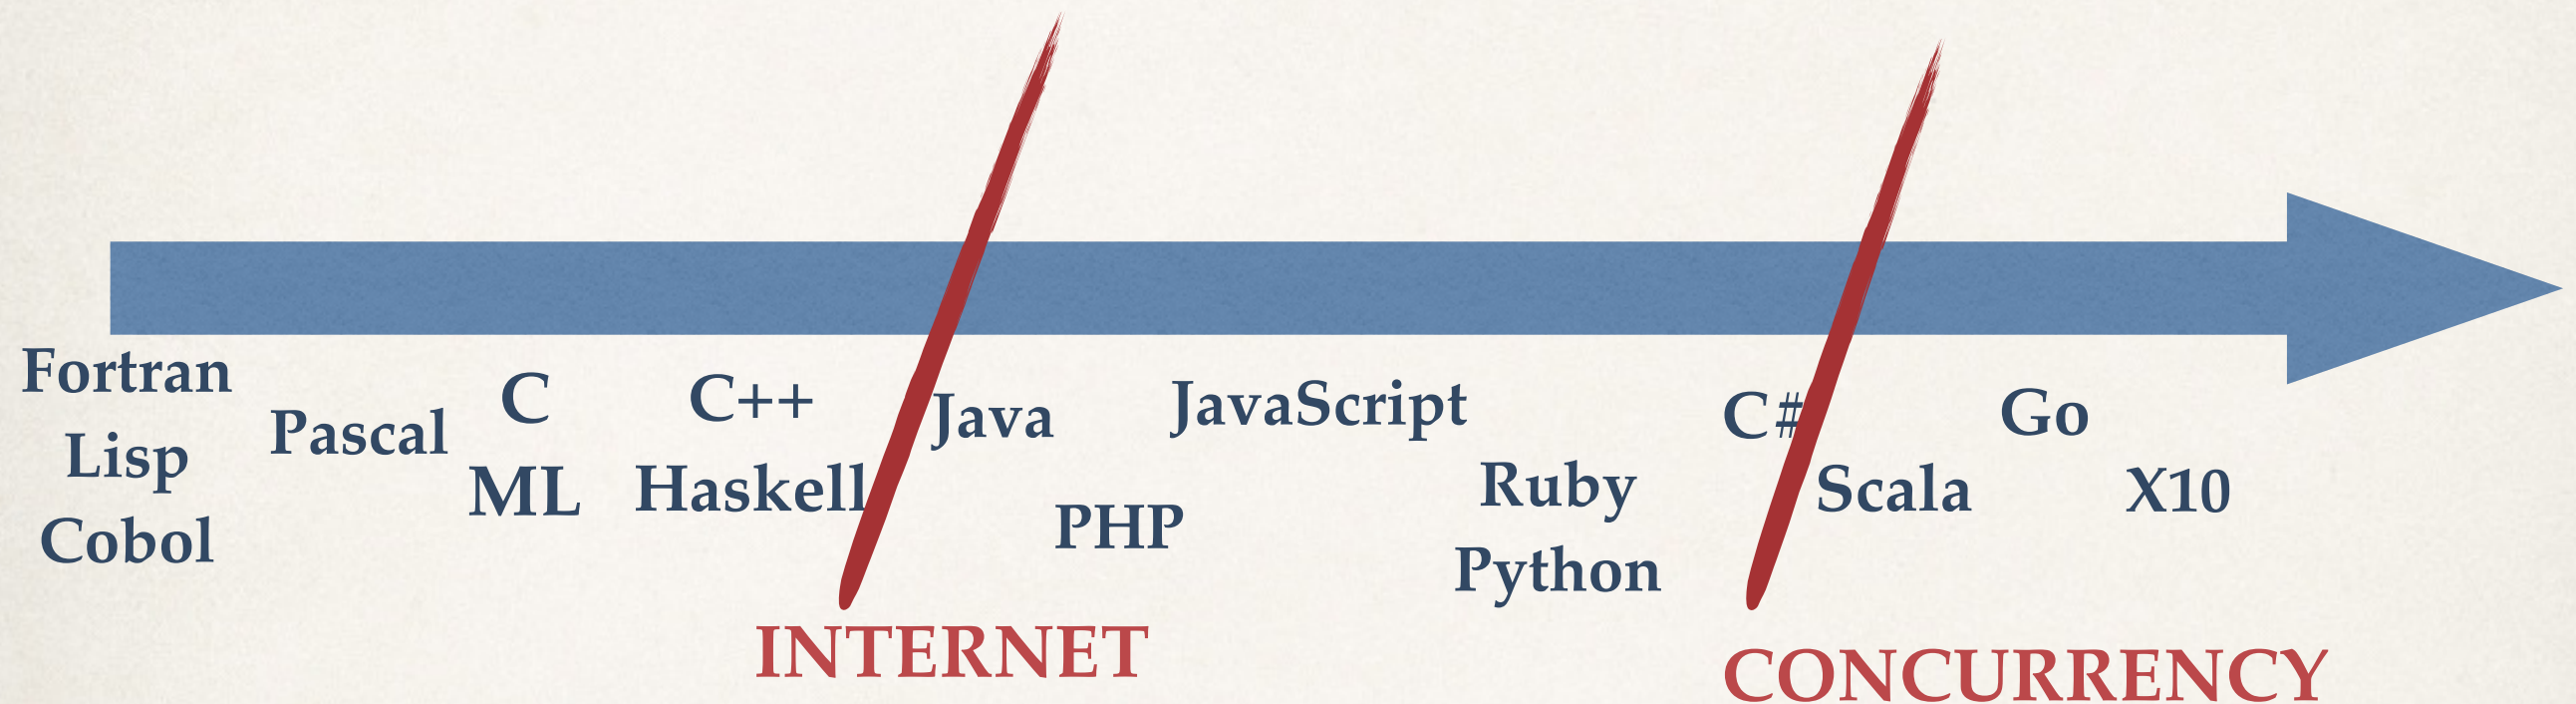 Fortran
Lisp
Cobol
Pascal
C
ML
C++
Haskell
Java
PHP
JavaScript
Ruby
Python
C#
Scala
Go
X10
INTERNET
CONCURRENCY